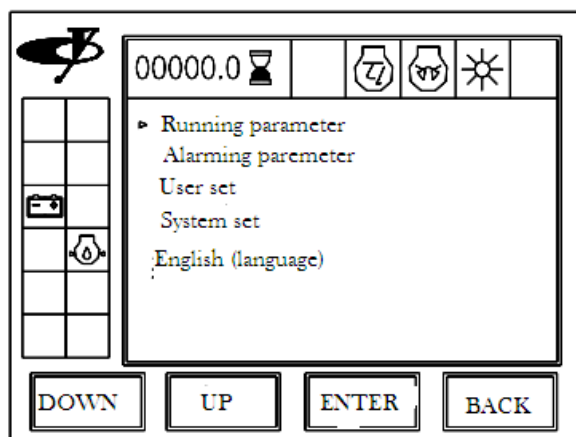 00000.0
Running parameter
Alarming paremeter
User set
System set
English (language)
DOWN UP ENTER BACK